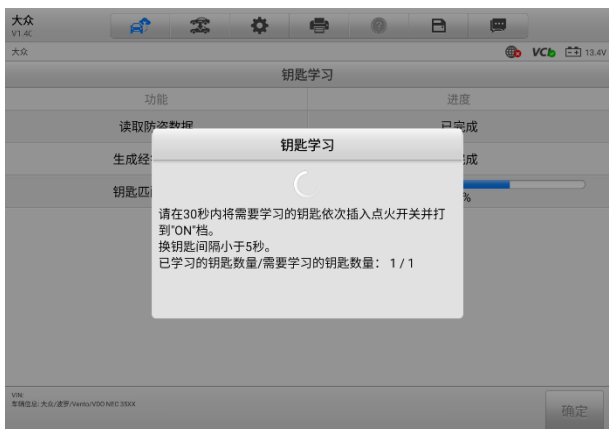 大众
V1.40
大众
VCb 13.4V
钥匙学习
功能 进度
读取防盗数据 已完成
钥匙学习
生成经 完成
钥匙匹 %
请在30秒内将需要学习的钥匙依次插入点火开关并打
到"ON"档。
换钥匙间隔小于5秒。
已学习的钥匙数量/需要学习的钥匙数量： 1 / 1
VIN:
车辆信息: 大众/波罗/Vento/VDO NEC 35XX
确定